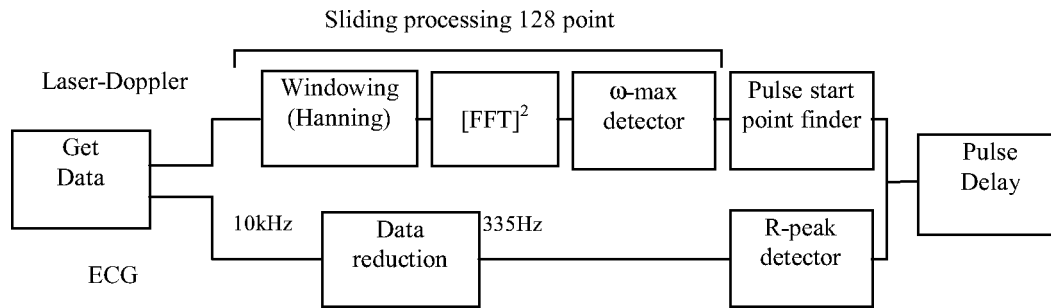 Sliding processing 128 point
Laser-Doppler
Get
Data
Windowing
(Hanning)
[FFT]²
ω-max
detector
Pulse start
point finder
Pulse
Delay
10kHz
Data
reduction
335Hz
R-peak
detector
ECG